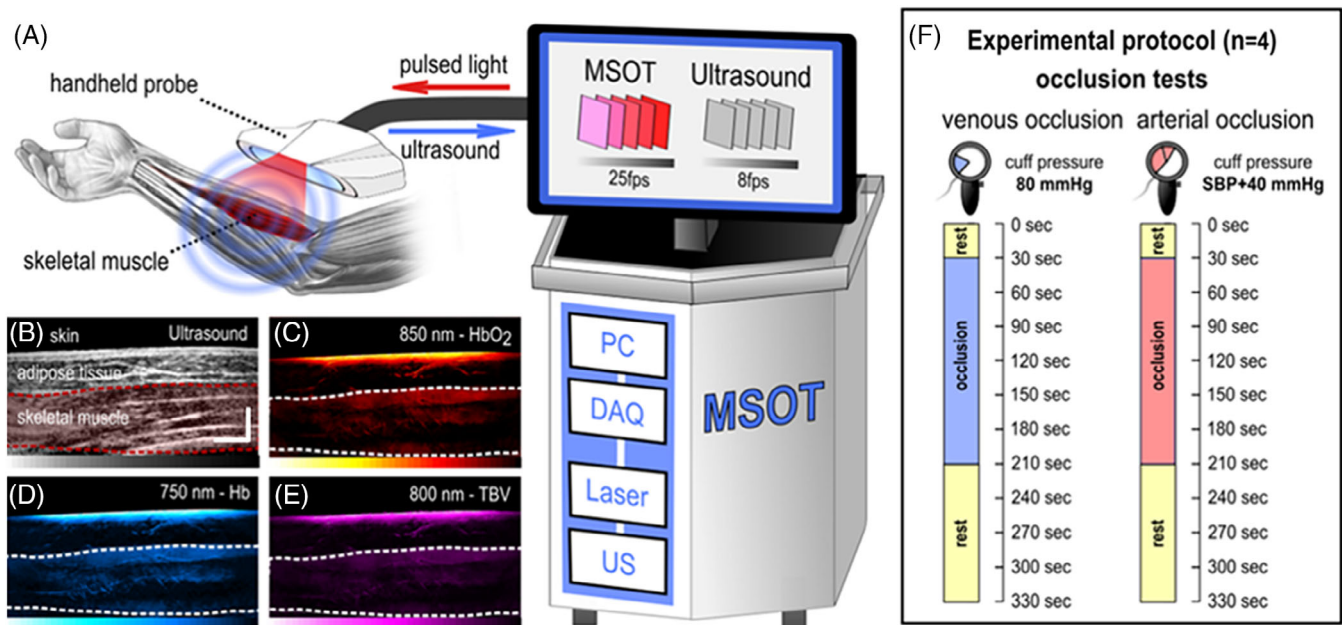 (A)
handheld probe
pulsed light
ultrasound
skeletal muscle
MSOT
Ultrasound
25fps
8fps
PC
DAQ
Laser
US
MSOT
(B)
skin
Ultrasound
adipose tissue
skeletal muscle
(C)
850 nm - HbO₂
(D)
750 nm - Hb
(E)
800 nm - TBV
(F)
Experimental protocol (n=4)
occlusion tests
venous occlusion
cuff pressure
80 mmHg
rest
occlusion
rest
0 sec
30 sec
60 sec
90 sec
120 sec
150 sec
180 sec
210 sec
240 sec
270 sec
300 sec
330 sec
arterial occlusion
cuff pressure
SBP+40 mmHg
rest
occlusion
rest
0 sec
30 sec
60 sec
90 sec
120 sec
150 sec
180 sec
210 sec
240 sec
270 sec
300 sec
330 sec